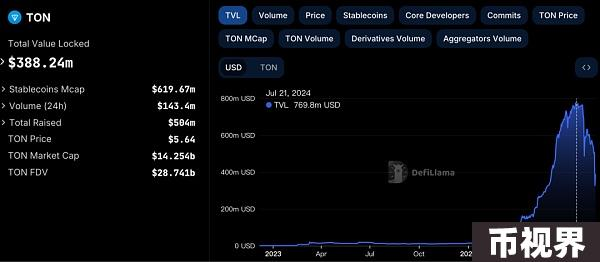 TON
Total Value Locked
$388.24m
Stablecoins Mcap $619.67m
Volume (24h) $143.4m
Total Raised $504m
TON Price $5.64
TON Market Cap $14.254b
TON FDV $28.741b
TVL Volume Price Stablecoins Core Developers Commits TON Price
TON MCap TON Volume Derivatives Volume Aggregators Volume
USD TON
Jul 21, 2024
TVL 769.8m USD
800m USD
600m USD
400m USD
200m USD
0 USD
DefiLlama
2023 Apr Jul Oct
币视界